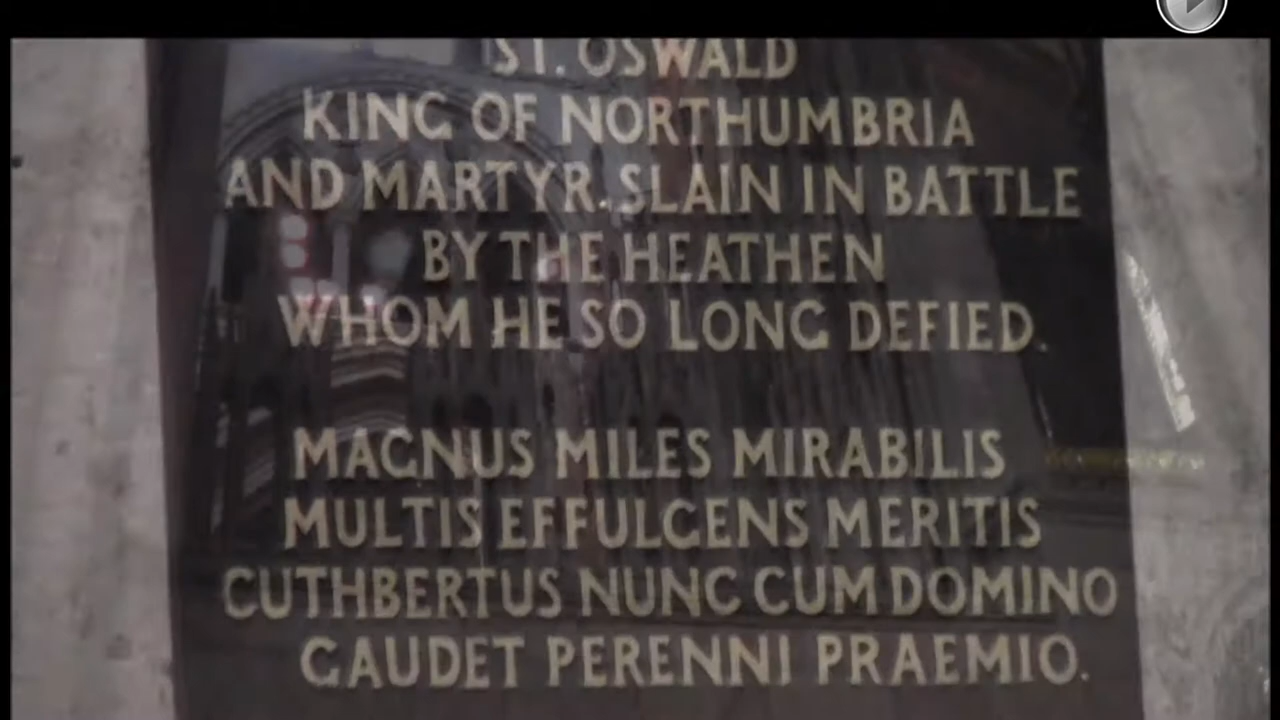 ST. OSWALD
KING OF NORTHUMBRIA
AND MARTYR. SLAIN IN BATTLE
BY THE HEATHEN
WHOM HE SO LONG DEFIED.
MAGNUS MILES MIRABILIS
MULTIS EFFULGENS MERITIS
CUTHBERTUS NUNC CUM DOMINO
GAUDET PERENNI PRAEMIO.